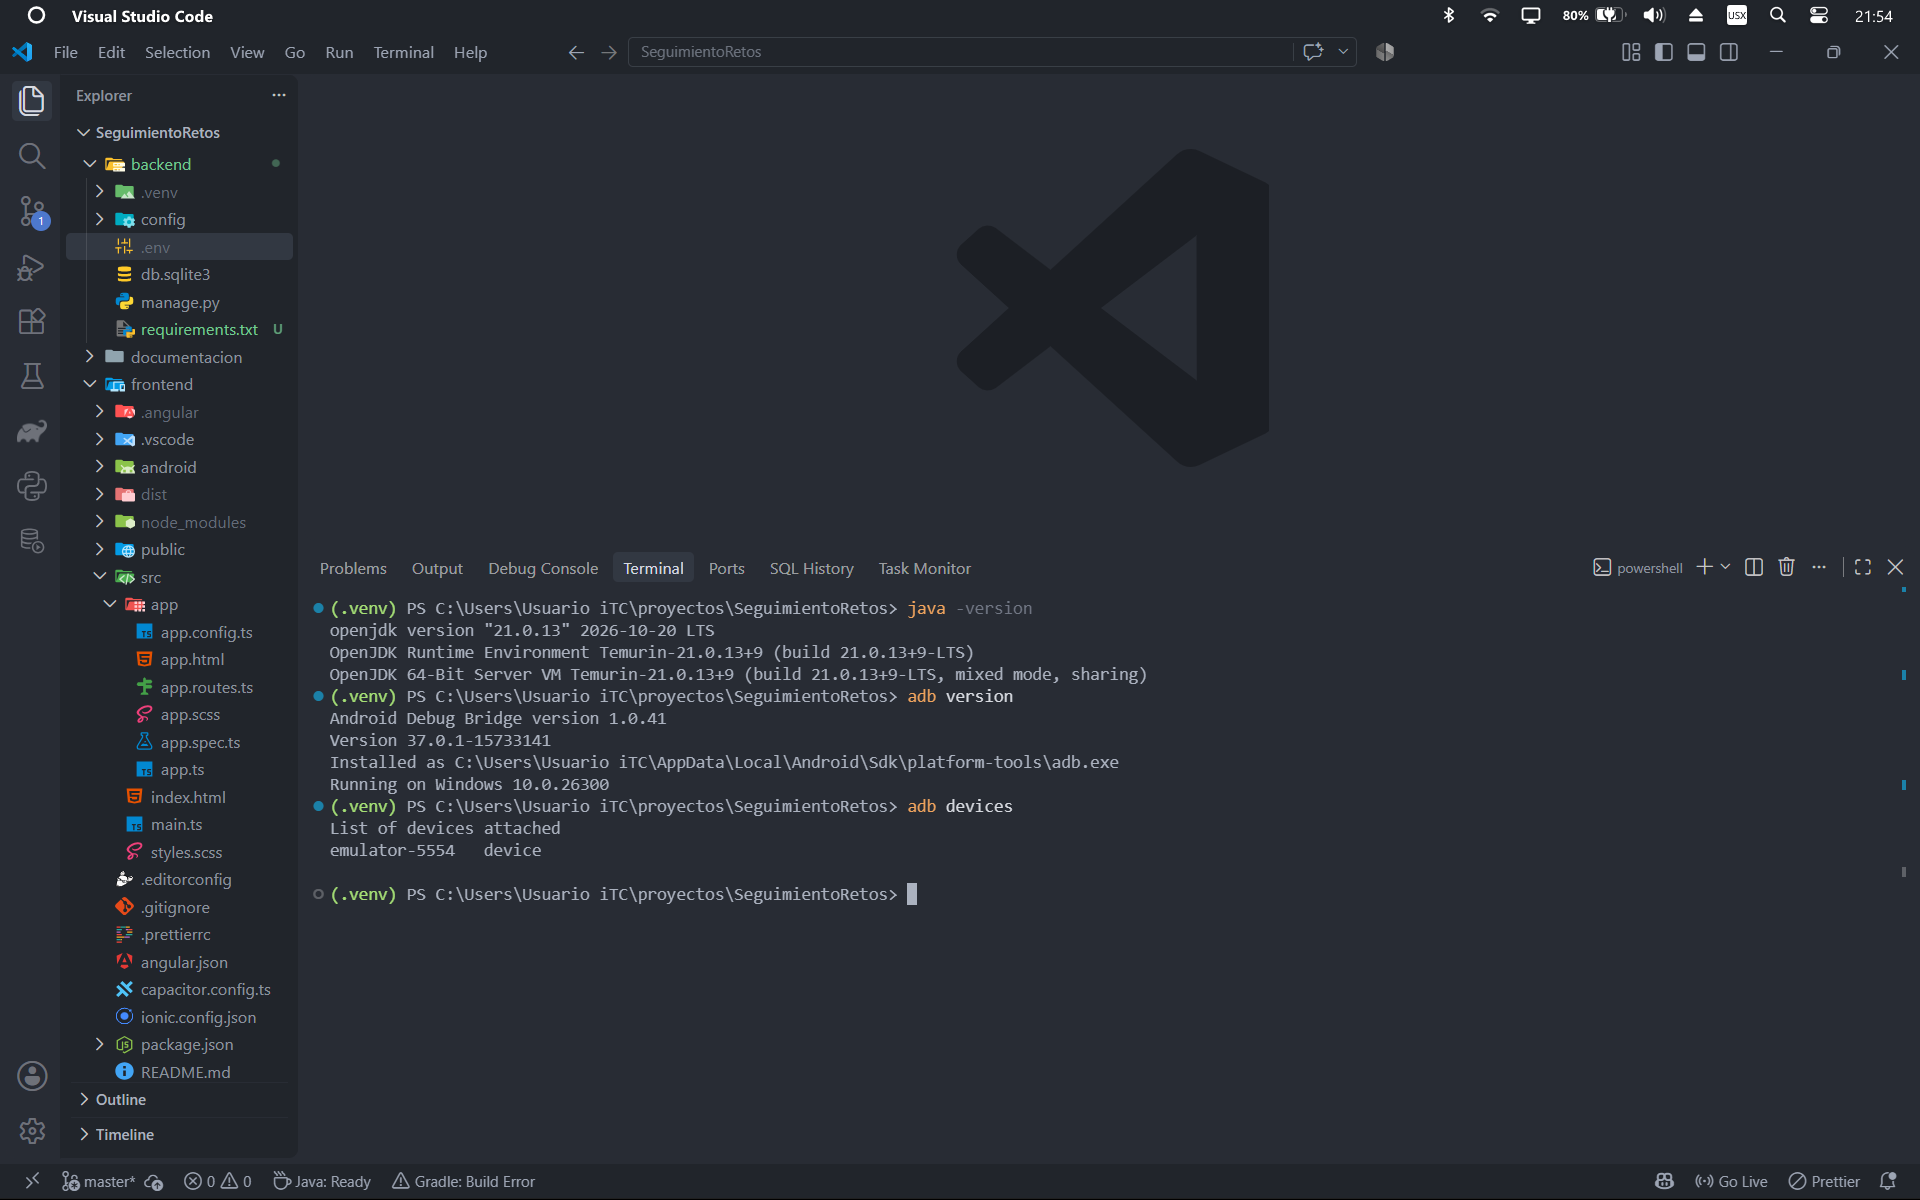 Visual Studio Code
80%
USX
21:54
File Edit Selection View Go Run Terminal Help
SeguimientoRetos
Explorer
SeguimientoRetos
backend
.venv
config
.env
db.sqlite3
manage.py
requirements.txt U
documentacion
frontend
.angular
.vscode
android
dist
node_modules
public
src
app
app.config.ts
app.html
app.routes.ts
app.scss
app.spec.ts
app.ts
index.html
main.ts
styles.scss
.editorconfig
.gitignore
.prettierrc
angular.json
capacitor.config.ts
ionic.config.json
package.json
README.md
Outline
Timeline
1
Problems Output Debug Console Terminal Ports SQL History Task Monitor
powershell
(.venv) PS C:\Users\Usuario iTC\proyectos\SeguimientoRetos> java -version
openjdk version "21.0.13" 2026-10-20 LTS
OpenJDK Runtime Environment Temurin-21.0.13+9 (build 21.0.13+9-LTS)
OpenJDK 64-Bit Server VM Temurin-21.0.13+9 (build 21.0.13+9-LTS, mixed mode, sharing)
(.venv) PS C:\Users\Usuario iTC\proyectos\SeguimientoRetos> adb version
Android Debug Bridge version 1.0.41
Version 37.0.1-15733141
Installed as C:\Users\Usuario iTC\AppData\Local\Android\Sdk\platform-tools\adb.exe
Running on Windows 10.0.26300
(.venv) PS C:\Users\Usuario iTC\proyectos\SeguimientoRetos> adb devices
List of devices attached
emulator-5554 device
(.venv) PS C:\Users\Usuario iTC\proyectos\SeguimientoRetos>
master* 0 0 Java: Ready Gradle: Build Error
Go Live Prettier